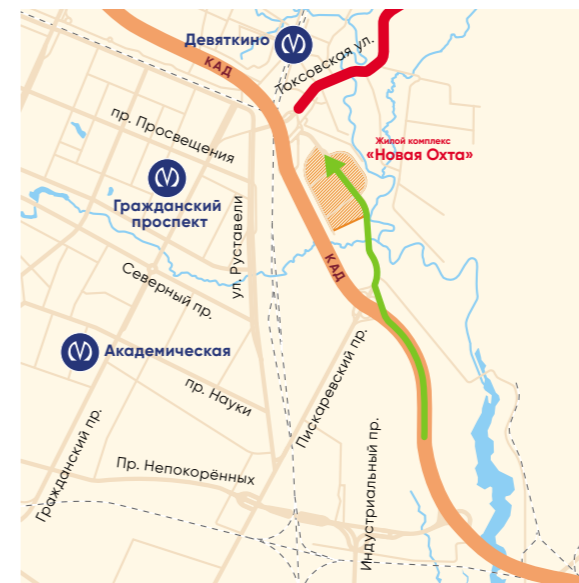 Девяткино
КАД
Токсовская ул.
пр. Просвещения
Жилой комплекс
«Новая Охта»
Гражданский
проспект
ул. Руставели
Северный пр.
КАД
Академическая
пр. Науки
Пискаревский пр.
Гражданский пр.
Пр. Непокорённых
Индустриальный пр.